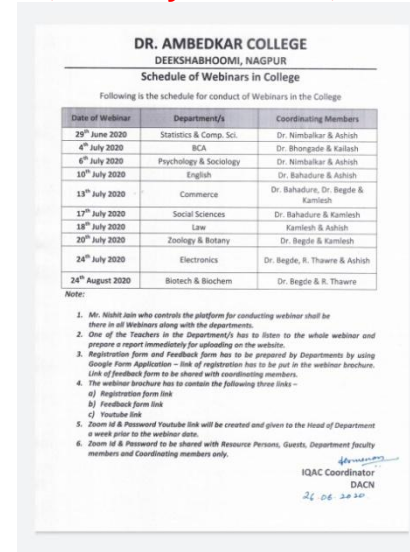 DR. AMBEDKAR COLLEGE
DEEKSHABHOOMI, NAGPUR
Schedule of Webinars in College
Following is the schedule for conduct of Webinars in the College
Date of Webinar Department/s Coordinating Members
29th June 2020 Statistics & Comp. Sci. Dr. Nimbalkar & Ashish
4th July 2020 BCA Dr. Bhongade & Kailash
6th July 2020 Psychology & Sociology Dr. Nimbalkar & Ashish
10th July 2020 English Dr. Bahadure & Ashish
13th July 2020 Commerce Dr. Bahadure, Dr. Begde & Kamlesh
17th July 2020 Social Sciences Dr. Bahadure & Kamlesh
18th July 2020 Law Kamlesh & Ashish
20th July 2020 Zoology & Botany Dr. Begde & Kamlesh
24th July 2020 Electronics Dr. Begde, R. Thawre & Ashish
24th August 2020 Biotech & Biochem Dr. Begde & R. Thawre
Note:
1. Mr. Nishit Jain who controls the platform for conducting webinar shall be
there in all Webinars along with the departments.
2. One of the Teachers in the Department/s has to listen to the whole webinar and
prepare a report immediately for uploading on the website.
3. Registration form and Feedback form has to be prepared by Departments by using
Google Form Application – link of registration has to be put in the webinar brochure.
Link of feedback form to be shared with coordinating members.
4. The webinar brochure has to contain the following three links –
a) Registration form link
b) Feedback form link
c) Youtube link
5. Zoom Id & Password Youtube link will be created and given to the Head of Department
a week prior to the webinar date.
6. Zoom Id & Password to be shared with Resource Persons, Guests, Department faculty
members and Coordinating members only.
IQAC Coordinator
DACN
26.06.2020